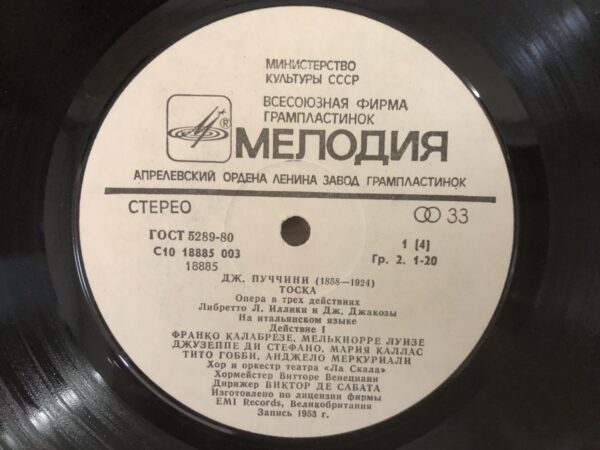 МИНИСТЕРСТВО
КУЛЬТУРЫ СССР
ВСЕСОЮЗНАЯ ФИРМА
ГРАМПЛАСТИНОК
®
МЕЛОДИЯ
АПРЕЛЕВСКИЙ ОРДЕНА ЛЕНИНА ЗАВОД ГРАМПЛАСТИНОК
СТЕРЕО
33
ГОСТ 5289-80
С10 18885 003
18885
1 [4]
Гр. 2. 1-20
ДЖ. ПУЧЧИНИ (1858—1924)
ТОСКА
Опера в трех действиях
Либретто Л. Иллики и Дж. Джакозы
На итальянском языке
Действие I
ФРАНКО КАЛАБРЕЗЕ, МЕЛЬКИОРРЕ ЛУИЗЕ
ДЖУЗЕППЕ ДИ СТЕФАНО, МАРИЯ КАЛЛАС
ТИТО ГОББИ, АНДЖЕЛО МЕРКУРИАЛИ
Хор и оркестр театра «Ла Скала»
Хормейстер Витторе Венециани
Дирижер ВИКТОР ДЕ САБАТА
Изготовлено по лицензии фирмы
EMI Records, Великобритания
Запись 1953 г.